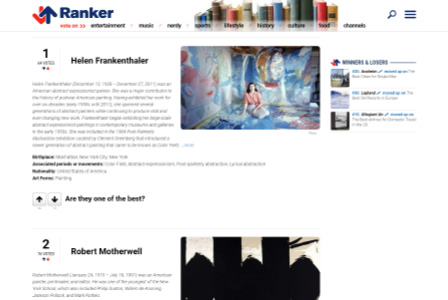 Ranker
vote on >> entertainment · music · nerdy · sports · lifestyle · history · culture · food · channels
1
Helen Frankenthaler
WINNERS & LOSERS
Helen Frankenthaler (December 12, 1928 – December 27, 2011) was an
American abstract expressionist painter. She was a major contributor to
the history of postwar American painting. Having exhibited her work for
over six decades (early 1950s until 2011), she spanned several
generations of abstract painters while continuing to produce vital and
ever-changing new work. Frankenthaler began exhibiting her large-scale
abstract expressionist paintings in contemporary museums and galleries
in the early 1950s. She was included in the 1964 Post-Painterly
Abstraction exhibition curated by Clement Greenberg that introduced a
newer generation of abstract painting that came to be known as Color Field. ...more
Birthplace: Manhattan, New York City, New York
Associated periods or movements: Color Field, Abstract expressionism, Post-painterly abstraction, Lyrical abstraction
Nationality: United States of America
Art Forms: Painting
Are they one of the best?
2
Robert Motherwell
Robert Motherwell (January 24, 1915 – July 16, 1991) was an American
painter, printmaker, and editor. He was one of the youngest of the New
York School, which also included Philip Guston, Willem de Kooning,
Jackson Pollock, and Mark Rothko.